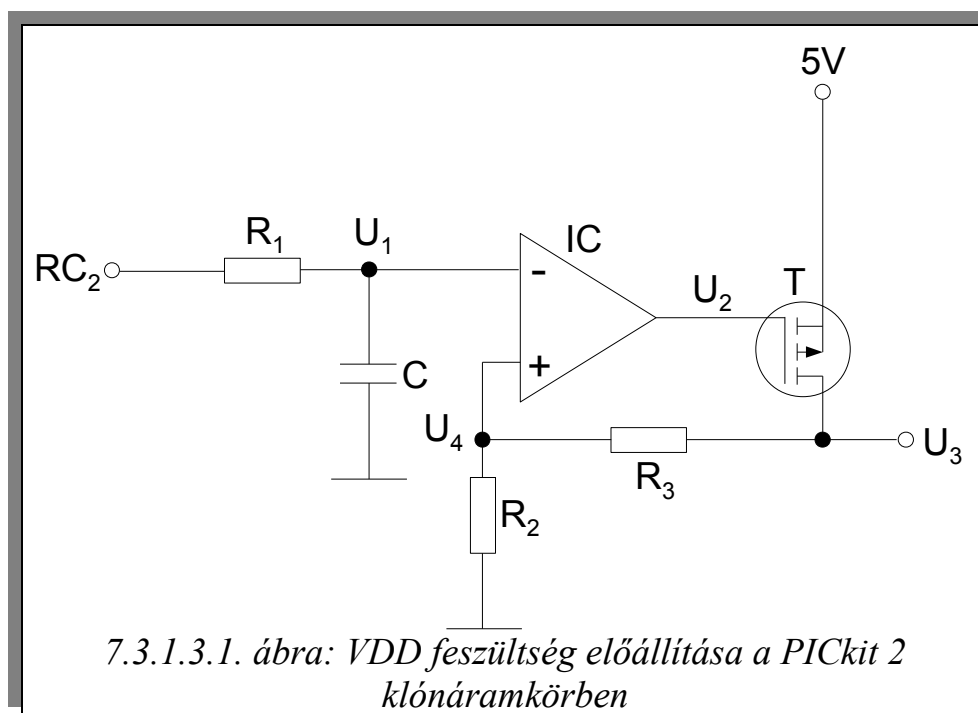 5V
R₁
U₁
IC
RC₂
-
U₂
T
C
+
U₄
U₃
R₃
R₂
7.3.1.3.1. ábra: VDD feszültség előállítása a PICkit 2
klónáramkörben